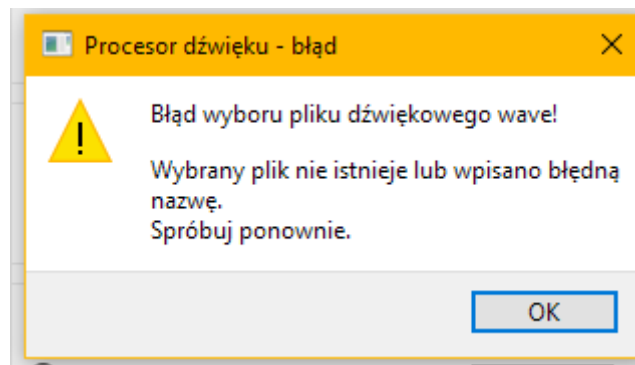 Procesor dźwięku - błąd
Błąd wyboru pliku dźwiękowego wave!
Wybrany plik nie istnieje lub wpisano błędną
nazwę.
Spróbuj ponownie.
OK